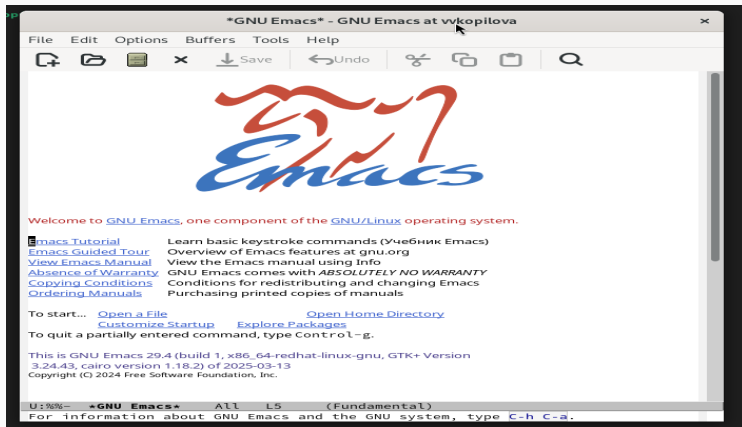 op
*GNU Emacs* - GNU Emacs at vvkopilova
File Edit Options Buffers Tools Help
Save Undo
Emacs
Welcome to GNU Emacs, one component of the GNU/Linux operating system.
Emacs Tutorial Learn basic keystroke commands (Учебник Emacs)
Emacs Guided Tour Overview of Emacs features at gnu.org
View Emacs Manual View the Emacs manual using Info
Absence of Warranty GNU Emacs comes with ABSOLUTELY NO WARRANTY
Copying Conditions Conditions for redistributing and changing Emacs
Ordering Manuals Purchasing printed copies of manuals
To start... Open a File Open Home Directory
Customize Startup Explore Packages
To quit a partially entered command, type Control-g.
This is GNU Emacs 29.4 (build 1, x86_64-redhat-linux-gnu, GTK+ Version
3.24.43, cairo version 1.18.2) of 2025-03-13
Copyright (C) 2024 Free Software Foundation, Inc.
U:%%- *GNU Emacs* All L5 (Fundamental)
For information about GNU Emacs and the GNU system, type C-h C-a.